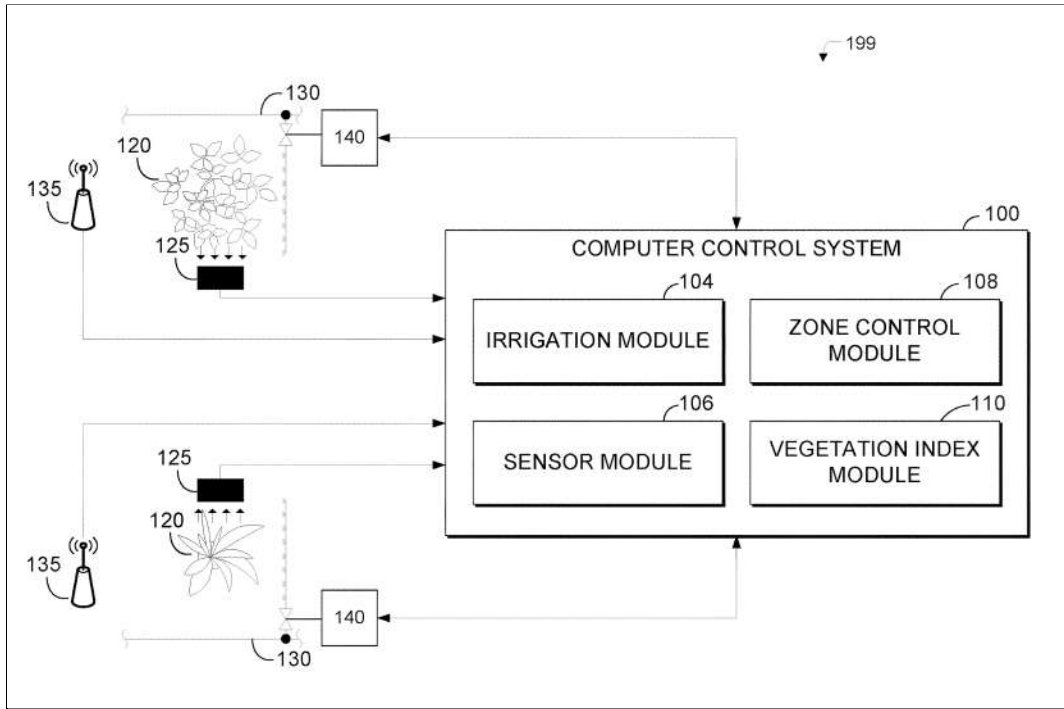 199
130
140
120
135
125
100
COMPUTER CONTROL SYSTEM
104
IRRIGATION MODULE
108
ZONE CONTROL
MODULE
106
SENSOR MODULE
110
VEGETATION INDEX
MODULE
125
120
135
140
130